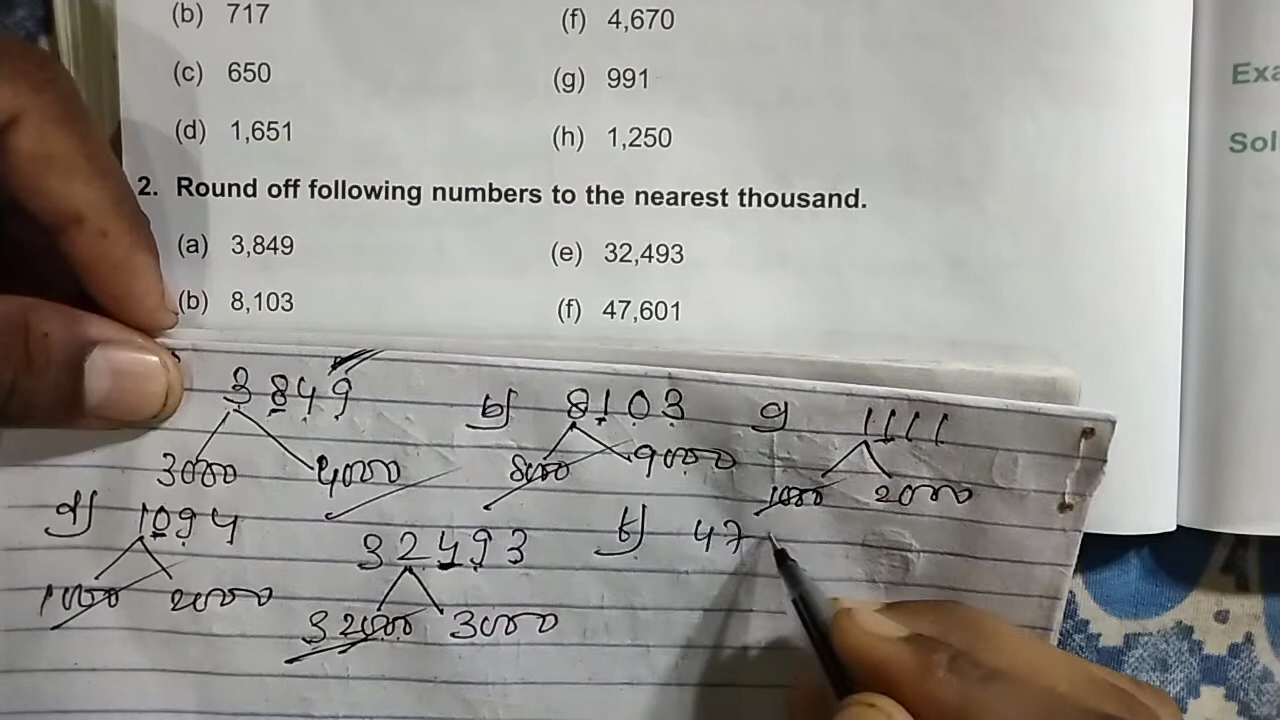 (b) 717 (f) 4,670
(c) 650 (g) 991
(d) 1,651 (h) 1,250
Exa
Sol
2. Round off following numbers to the nearest thousand.
(a) 3,849 (e) 32,493
(b) 8,103 (f) 47,601
3849 b) 8103 9 1111
3000 4000 8000 9000 1000 2000
d) 1094 32493 f) 47
1000 2000 32000 3000